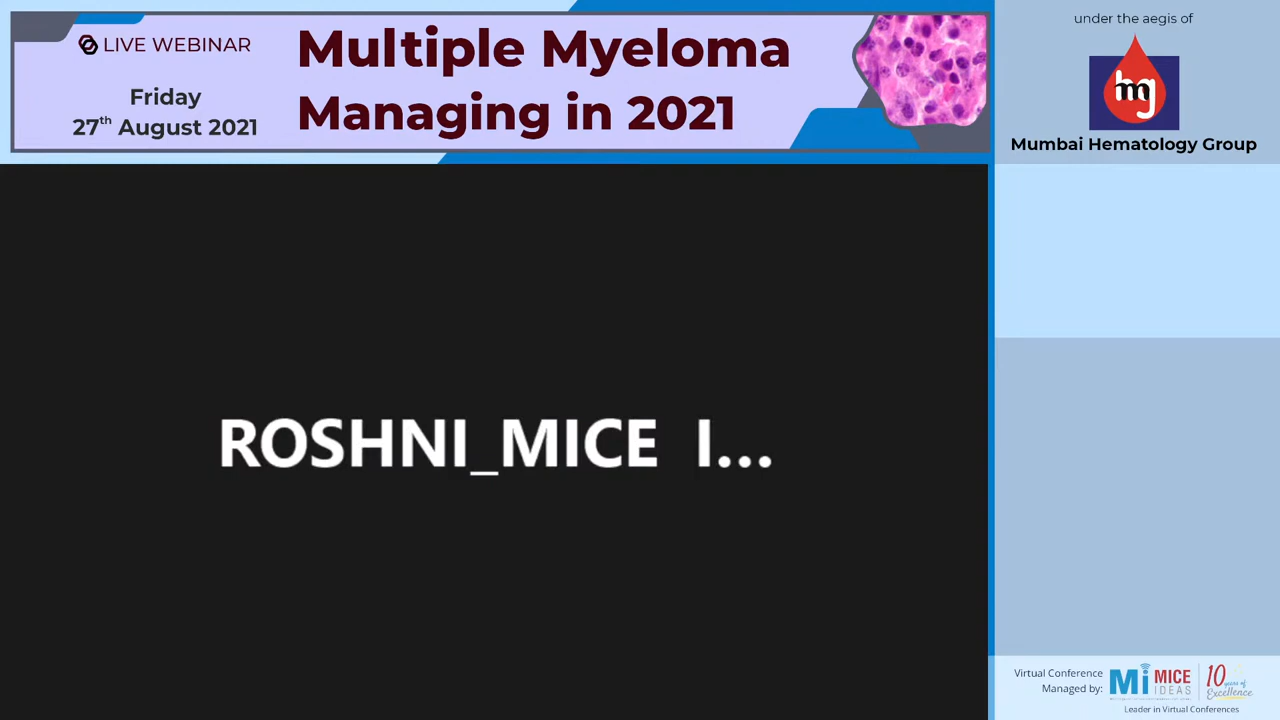 LIVE WEBINAR
Friday
27th August 2021
Multiple Myeloma
Managing in 2021
under the aegis of
hmg
Mumbai Hematology Group
ROSHNI_MICE I...
Virtual Conference
Managed by:
Mi MICE
IDEAS
10 years of
Excellence
Leader in Virtual Conferences